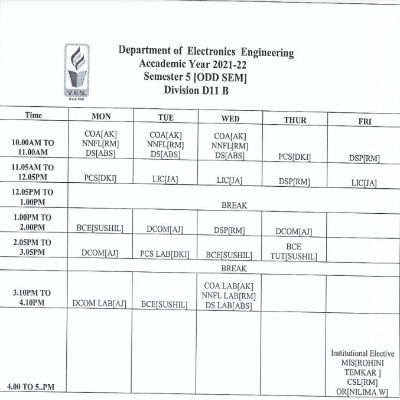 Department of Electronics Engineering
Accademic Year 2021-22
Semester 5 [ODD SEM]
Division D11 B
V.E.S.
Time MON TUE WED THUR FRI
10.00AM TO 11.00AM COA[AK] NNFL[RM] DS[ABS] COA[AK] NNFL[RM] DS[ABS] COA[AK] NNFL[RM] DS[ABS] PCS[DKI] DSP[RM]
11.05AM TO 12.05PM PCS[DKI] LIC[JA] LIC[JA] DSP[RM] LIC[JA]
12.05PM TO 1.00PM BREAK
1.00PM TO 2.00PM BCE[SUSHIL] DCOM[AJ] DSP[RM] DCOM[AJ]
2.05PM TO 3.05PM DCOM[AJ] PCS LAB[DKI] BCE[SUSHIL] BCE TUT[SUSHIL]
BREAK
3.10PM TO 4.10PM DCOM LAB[AJ] BCE[SUSHIL] COA LAB[AK] NNFL LAB[RM] DS LAB[ABS]
4.00 TO 5..PM Institutional Elective MIS[ROHINI TEMKAR ] CSL[RM] OR[NILIMA W]